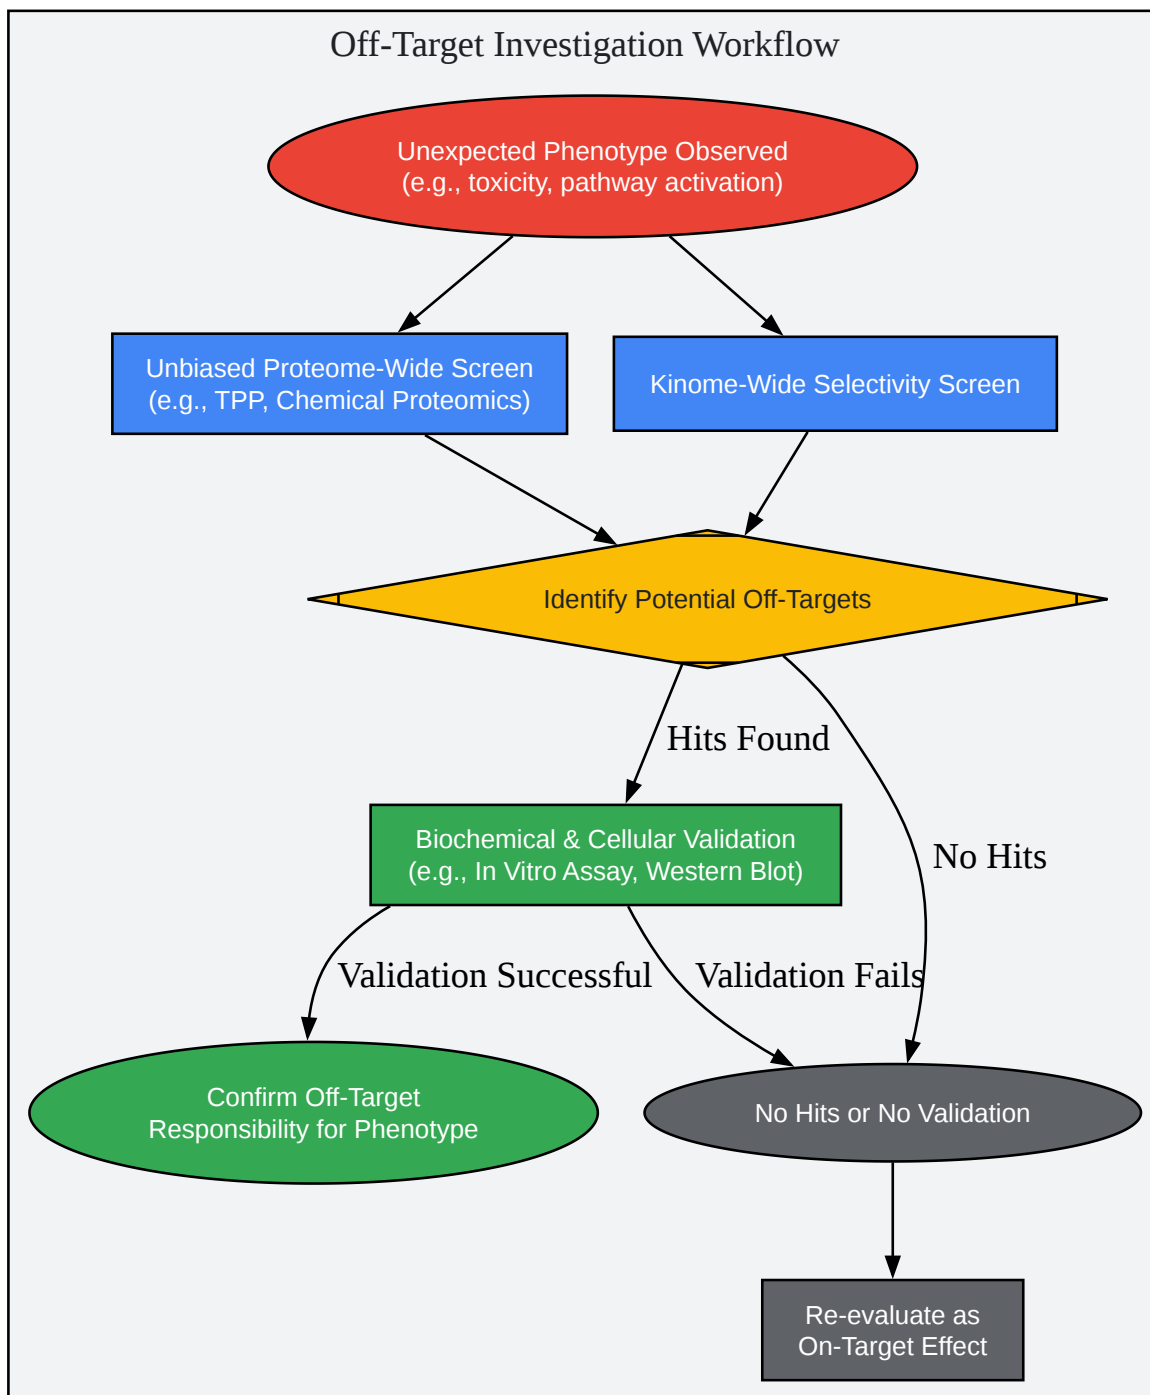 Off-Target Investigation Workflow
Unexpected Phenotype Observed
(e.g., toxicity, pathway activation)
Unbiased Proteome-Wide Screen
(e.g., TPP, Chemical Proteomics)
Kinome-Wide Selectivity Screen
Identify Potential Off-Targets
Hits Found
No Hits
Biochemical & Cellular Validation
(e.g., In Vitro Assay, Western Blot)
Validation Successful
Validation Fails
Confirm Off-Target
Responsibility for Phenotype
No Hits or No Validation
Re-evaluate as
On-Target Effect